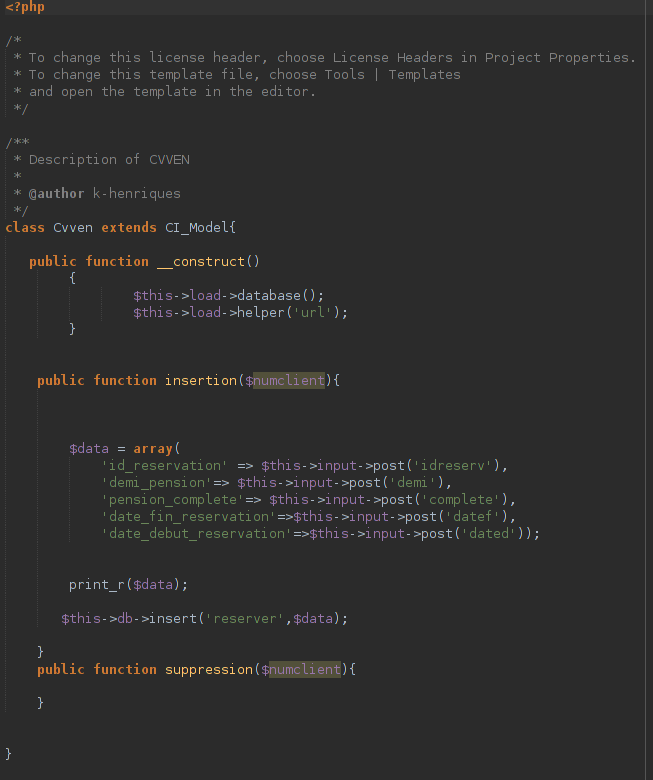 <?php
/*
 * To change this license header, choose License Headers in Project Properties.
 * To change this template file, choose Tools | Templates
 * and open the template in the editor.
 */
/**
 * Description of CVVEN
 *
 * @author k-henriques
 */
class Cvven extends CI_Model{
   public function __construct()
        {
                $this->load->database();
                $this->load->helper('url');
        }
    public function insertion($numclient){
        $data = array(
            'id_reservation' => $this->input->post('idreserv'),
            'demi_pension'=> $this->input->post('demi'),
            'pension_complete'=> $this->input->post('complete'),
            'date_fin_reservation'=>$this->input->post('datef'),
            'date_debut_reservation'=>$this->input->post('dated'));
        print_r($data);
       $this->db->insert('reserver',$data);
    }
    public function suppression($numclient){
    }
}